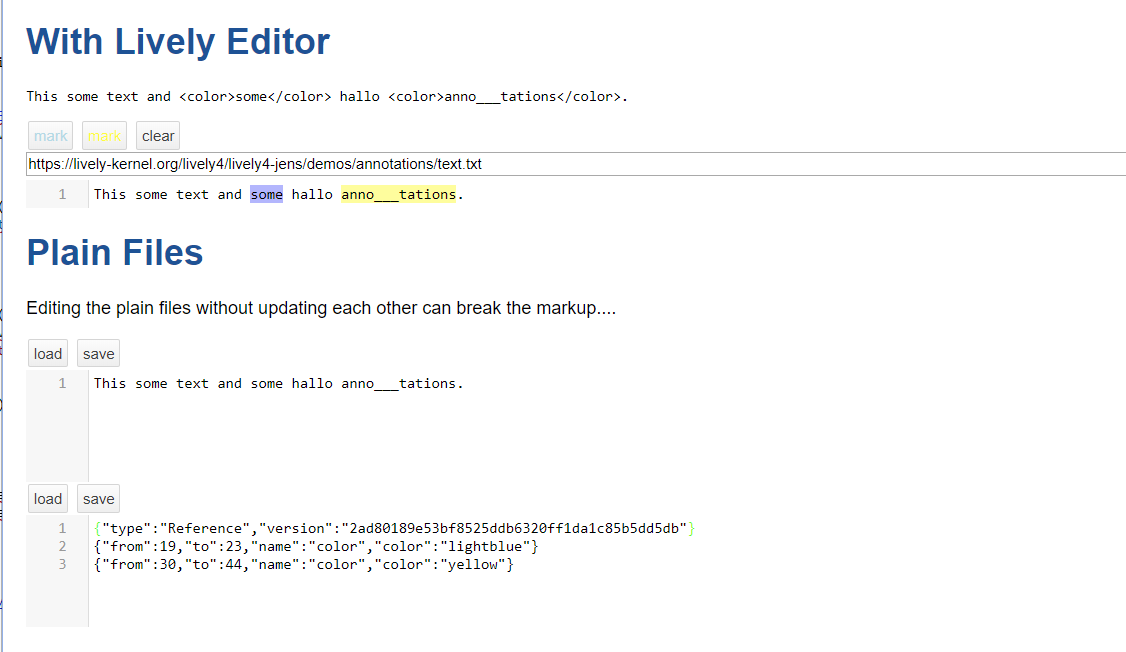 With Lively Editor
This some text and <color>some</color> hallo <color>anno___tations</color>.
mark mark clear
https://lively-kernel.org/lively4/lively4-jens/demos/annotations/text.txt
1 This some text and some hallo anno___tations.
Plain Files
Editing the plain files without updating each other can break the markup....
load save
1 This some text and some hallo anno___tations.
load save
1 {"type":"Reference","version":"2ad80189e53bf8525ddb6320ff1da1c85b5dd5db"}
2 {"from":19,"to":23,"name":"color","color":"lightblue"}
3 {"from":30,"to":44,"name":"color","color":"yellow"}